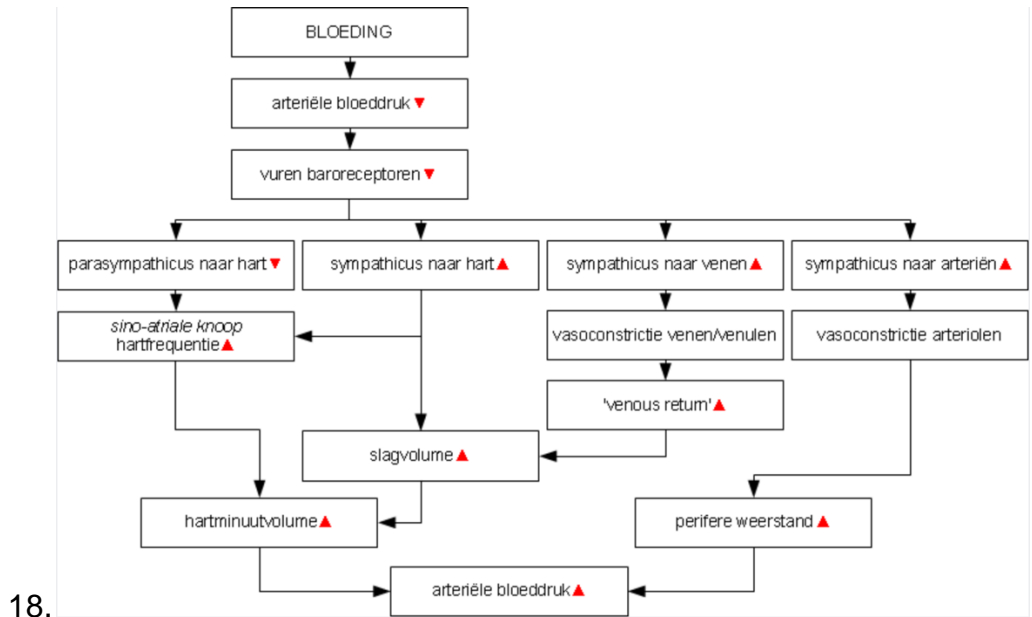 BLOEDING
arteriële bloeddruk ▼
vuren baroreceptoren ▼
parasympathicus naar hart ▼
sympathicus naar hart ▲
sympathicus naar venen ▲
sympathicus naar arteriën ▲
sino-atriale knoop
hartfrequentie ▲
vasoconstrictie venen/venulen
vasoconstrictie arteriolen
'venous return' ▲
slagvolume ▲
hartminuutvolume ▲
perifere weerstand ▲
arteriële bloeddruk ▲
18.